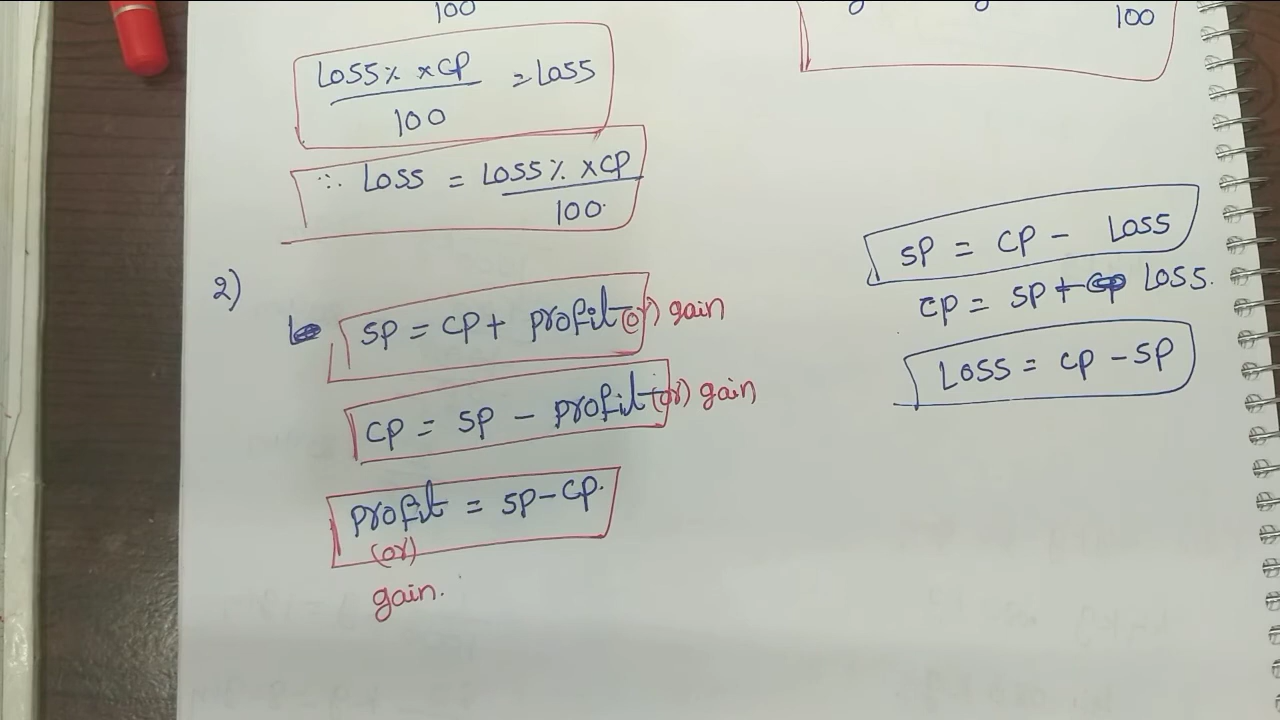 100
100
LOSS% × CP
100
= LOSS
∴ LOSS = LOSS% × CP
100
2)
SP = CP + Profit (or) gain
CP = SP - Profit (or) gain
Profit = SP - CP.
(or)
gain.
SP = CP - LOSS
CP = SP + LOSS.
LOSS = CP - SP